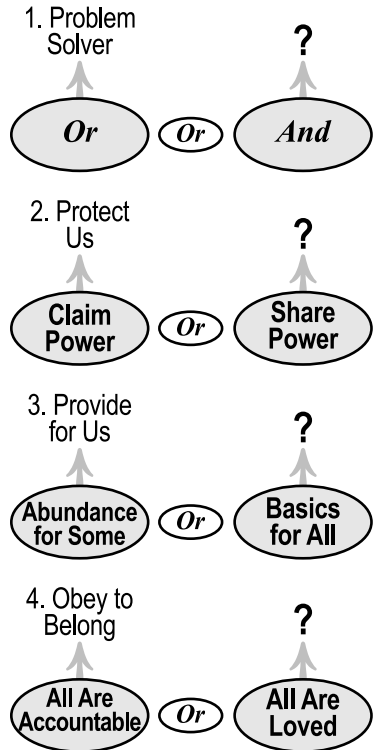 1. Problem
Solver
?
Or
Or
And
2. Protect
Us
?
Claim
Power
Or
Share
Power
3. Provide
for Us
?
Abundance
for Some
Or
Basics
for All
4. Obey to
Belong
?
All Are
Accountable
Or
All Are
Loved